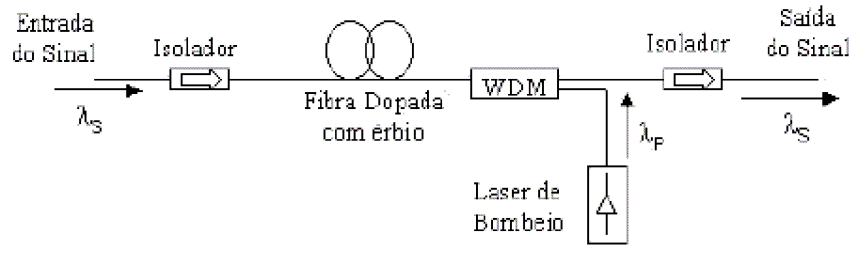 Entrada
do Sinal
Isolador
Fibra Dopada
com érbio
WDM
Isolador
Saída
do Sinal
λS
λP
λS
Laser de
Bombeio